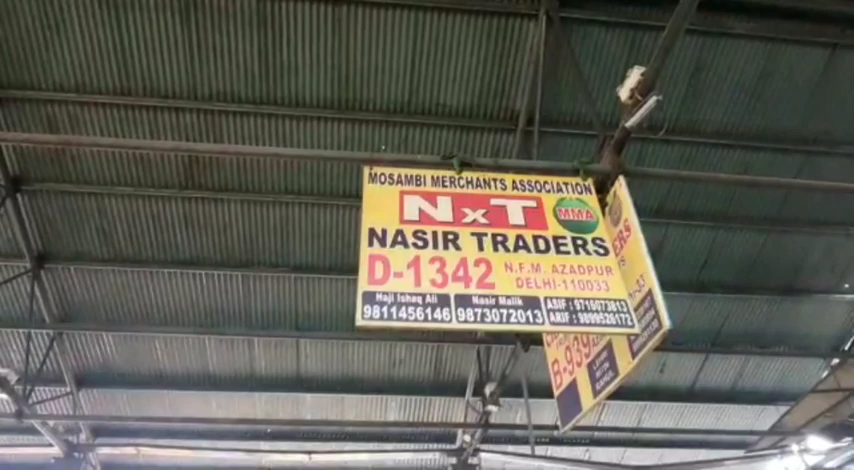 MOSAMBI MERCHANTS ASSOCIATION
NxT
MMA
NASIR TRADERS
D-1342
N.F.M. AZADPUR
DELHI-110033
Haji Ishaq Ali
9811456146
Nasir Malik
9873072013
ASIF : 9716073813
ARIF : 9899526172
ERS
B-939